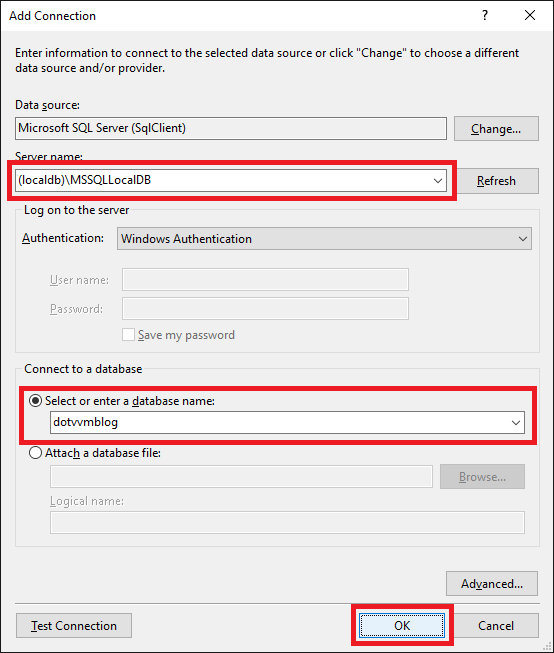 Add Connection
?
Enter information to connect to the selected data source or click "Change" to choose a different
data source and/or provider.
Data source:
Microsoft SQL Server (SqlClient)
Change...
Server name:
(localdb)\MSSQLLocalDB
Refresh
Log on to the server
Authentication:
Windows Authentication
User name:
Password:
Save my password
Connect to a database
Select or enter a database name:
dotvvmblog
Attach a database file:
Browse...
Logical name:
Advanced...
Test Connection
OK
Cancel